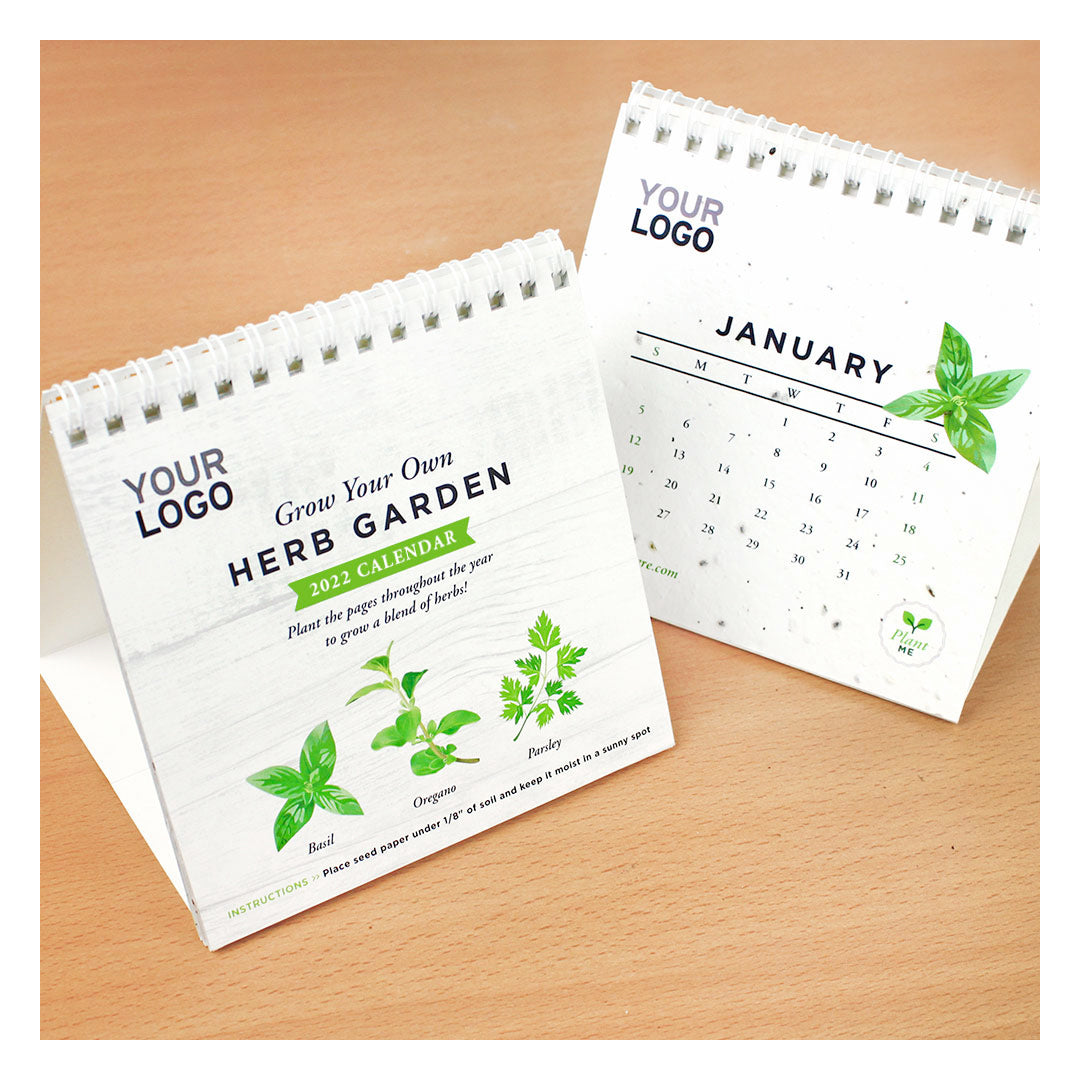 YOUR
LOGO
Grow Your Own
HERB GARDEN
2022 CALENDAR
Plant the pages throughout the year
to grow a blend of herbs!
Basil
Oregano
Parsley
INSTRUCTIONS >> Place seed paper under 1/8" of soil and keep it moist in a sunny spot
YOUR
LOGO
JANUARY
S M T W T F S
1 2 3 4
5 6 7 8 9 10 11
12 13 14 15 16 17 18
19 20 21 22 23 24 25
27 28 29 30 31
re.com
Plant
ME